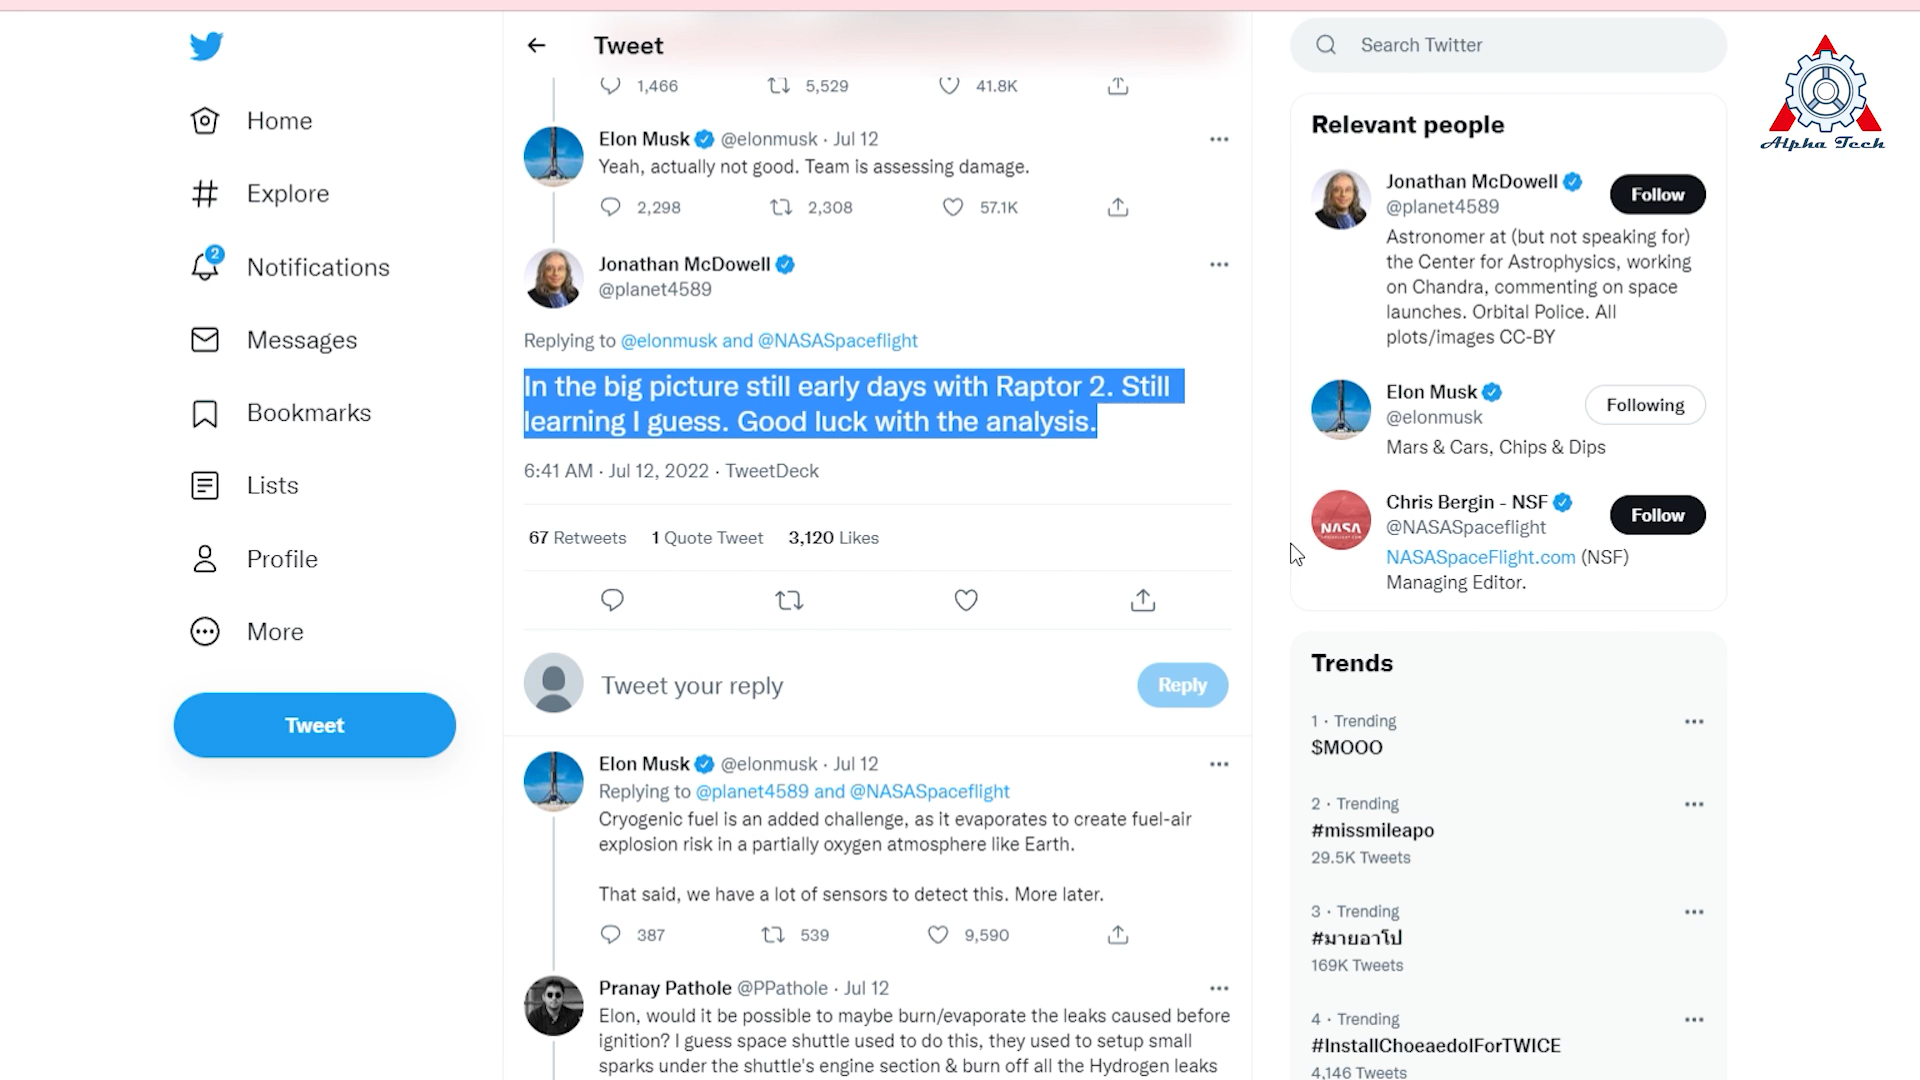 Home
Explore
2
Notifications
Messages
Bookmarks
Lists
Profile
More
Tweet
Tweet
1,466 5,529 41.8K
Elon Musk @elonmusk · Jul 12
Yeah, actually not good. Team is assessing damage.
2,298 2,308 57.1K
Jonathan McDowell
@planet4589
Replying to @elonmusk and @NASASpaceflight
In the big picture still early days with Raptor 2. Still
learning I guess. Good luck with the analysis.
6:41 AM · Jul 12, 2022 · TweetDeck
67 Retweets 1 Quote Tweet 3,120 Likes
Tweet your reply
Reply
Elon Musk @elonmusk · Jul 12
Replying to @planet4589 and @NASASpaceflight
Cryogenic fuel is an added challenge, as it evaporates to create fuel-air
explosion risk in a partially oxygen atmosphere like Earth.
That said, we have a lot of sensors to detect this. More later.
387 539 9,590
Pranay Pathole @PPathole · Jul 12
Elon, would it be possible to maybe burn/evaporate the leaks caused before
ignition? I guess space shuttle used to do this, they used to setup small
sparks under the shuttle's engine section & burn off all the Hydrogen leaks
Search Twitter
Relevant people
Jonathan McDowell
@planet4589
Follow
Astronomer at (but not speaking for)
the Center for Astrophysics, working
on Chandra, commenting on space
launches. Orbital Police. All
plots/images CC-BY
Elon Musk
@elonmusk
Following
Mars & Cars, Chips & Dips
NASA
Chris Bergin - NSF
@NASASpaceflight
Follow
NASASpaceFlight.com (NSF)
Managing Editor.
Trends
1 · Trending
$MOOO
2 · Trending
#missmileapo
29.5K Tweets
3 · Trending
#มายอาโป
169K Tweets
4 · Trending
#InstallChoeaedolForTWICE
4,146 Tweets
Alpha Tech